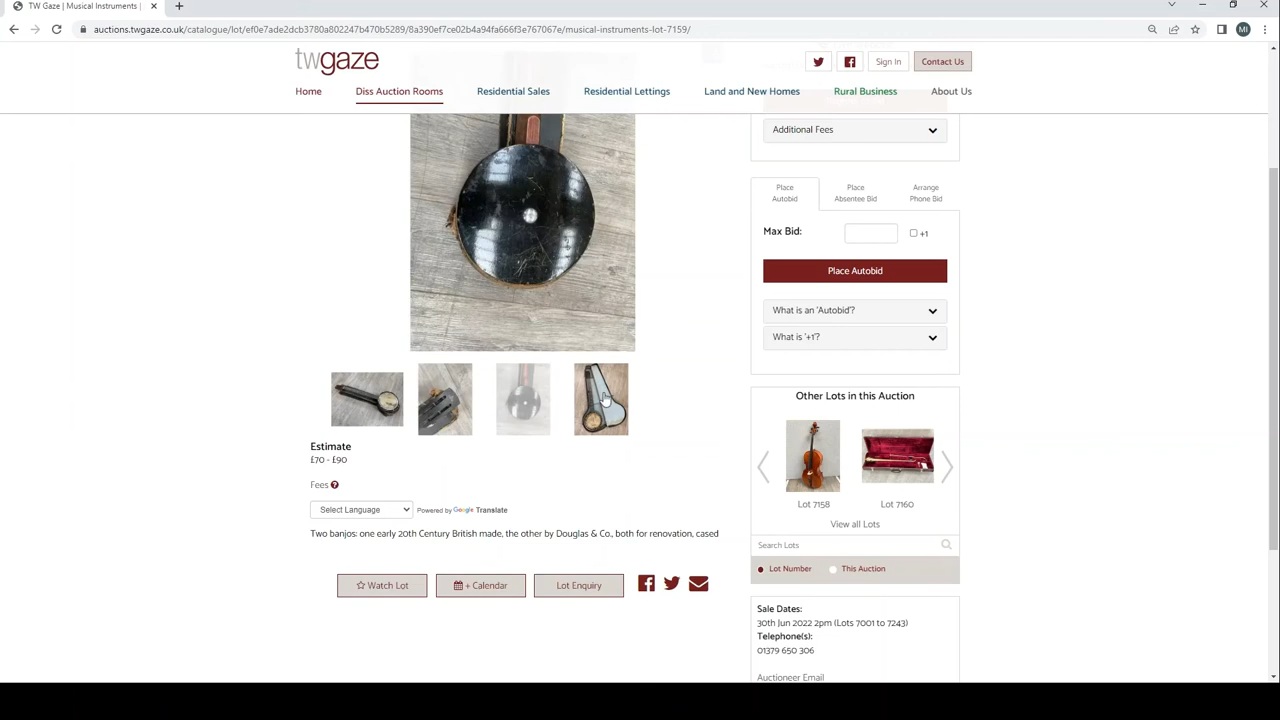 TW Gaze | Musical Instruments |
auctions.twgaze.co.uk/catalogue/lot/ef0e7ade2dcb3780a802247b470b5289/8a390ef7ce02b4a94fa666f3e767067e/musical-instruments-lot-7159/
MI
twgaze
Sign In
Contact Us
Home
Diss Auction Rooms
Residential Sales
Residential Lettings
Land and New Homes
Rural Business
About Us
Additional Fees
Place Autobid
Place Absentee Bid
Arrange Phone Bid
Max Bid:
+1
Place Autobid
What is an 'Autobid'?
What is '+1'?
Other Lots in this Auction
Lot 7158
Lot 7160
View all Lots
Search Lots
Lot Number
This Auction
Estimate
£70 - £90
Fees
Select Language
Powered by Google Translate
Two banjos: one early 20th Century British made, the other by Douglas & Co., both for renovation, cased
Watch Lot
+ Calendar
Lot Enquiry
Sale Dates:
30th Jun 2022 2pm (Lots 7001 to 7243)
Telephone(s):
01379 650 306
Auctioneer Email